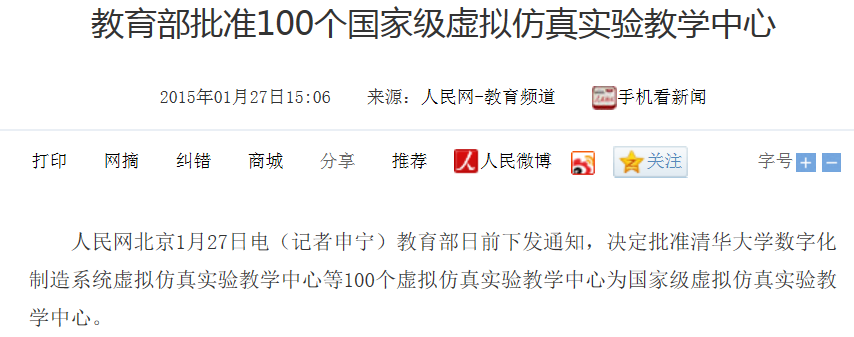 教育部批准100个国家级虚拟仿真实验教学中心
2015年01月27日15:06 来源：人民网-教育频道 手机看新闻
打印 网摘 纠错 商城 分享 推荐 人民微博 关注 字号
人民网北京1月27日电（记者申宁）教育部日前下发通知，决定批准清华大学数字化
制造系统虚拟仿真实验教学中心等100个虚拟仿真实验教学中心为国家级虚拟仿真实验教
学中心。